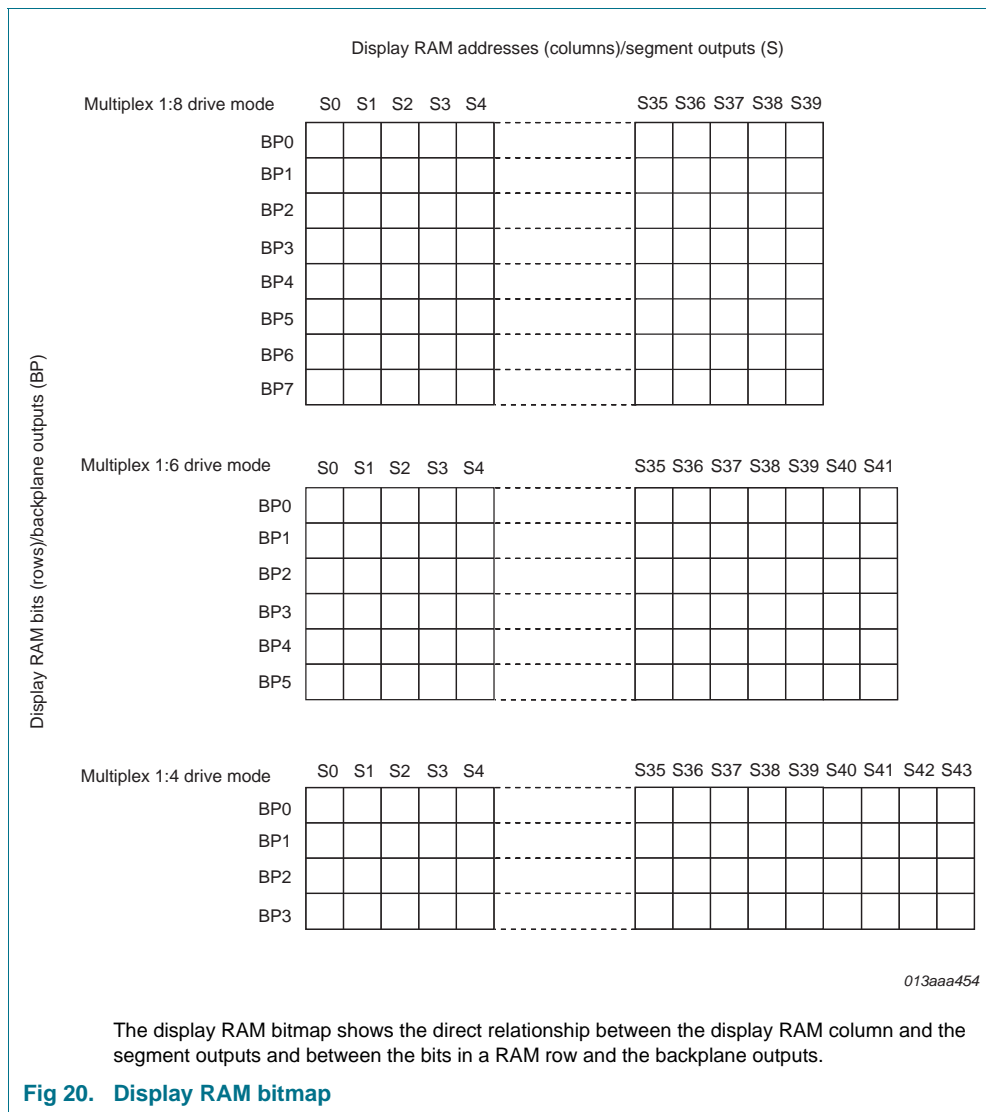 Display RAM addresses (columns)/segment outputs (S)
Display RAM bits (rows)/backplane outputs (BP)
Multiplex 1:8 drive mode S0 S1 S2 S3 S4 S35 S36 S37 S38 S39
BP0
BP1
BP2
BP3
BP4
BP5
BP6
BP7
Multiplex 1:6 drive mode S0 S1 S2 S3 S4 S35 S36 S37 S38 S39 S40 S41
BP0
BP1
BP2
BP3
BP4
BP5
Multiplex 1:4 drive mode S0 S1 S2 S3 S4 S35 S36 S37 S38 S39 S40 S41 S42 S43
BP0
BP1
BP2
BP3
013aaa454
The display RAM bitmap shows the direct relationship between the display RAM column and the
segment outputs and between the bits in a RAM row and the backplane outputs.
Fig 20. Display RAM bitmap